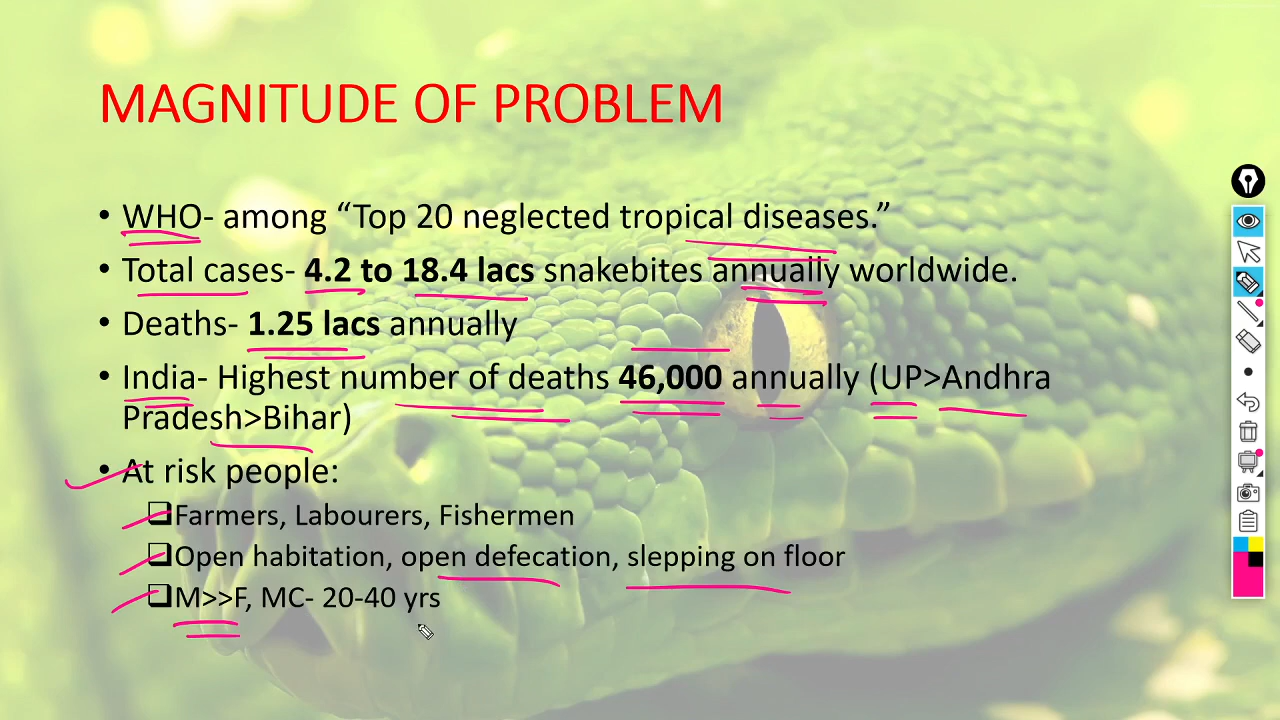 MAGNITUDE OF PROBLEM
• WHO- among “Top 20 neglected tropical diseases.”
• Total cases- 4.2 to 18.4 lacs snakebites annually worldwide.
• Deaths- 1.25 lacs annually
• India- Highest number of deaths 46,000 annually (UP>Andhra
Pradesh>Bihar)
• At risk people:
❑Farmers, Labourers, Fishermen
❑Open habitation, open defecation, slepping on floor
❑M>>F, MC- 20-40 yrs